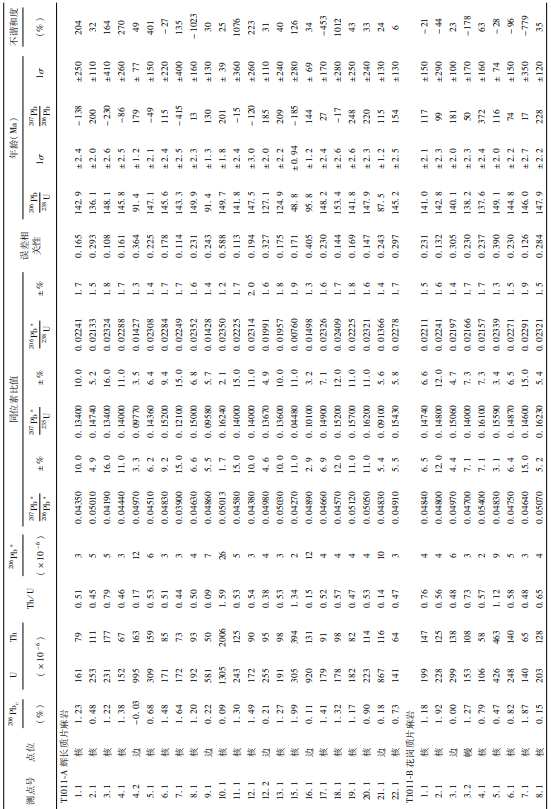 测点号 点位 206Pbc (%) U Th (×10-6) Th/U 206Pb* (×10-6) 同位素比值 207Pb*/206Pb* ±% 207Pb*/235U ±% 206Pb*/238U ±% 误差相关性 年龄(Ma) 206Pb/238U 1σ 207Pb/206Pb 1σ 不谐和度 (%)
T1011-A 辉长质片麻岩
1.1 核 1.23 161 79 0.51 3 0.04350 10.0 0.13400 10.0 0.02241 1.7 0.165 142.9 ±2.4 -138 ±250 204
2.1 核 0.48 253 111 0.45 5 0.05010 4.9 0.14740 5.2 0.02133 1.5 0.293 136.1 ±2.0 200 ±110 32
3.1 核 1.22 231 177 0.79 5 0.04190 16.0 0.13400 16.0 0.02324 1.8 0.108 148.1 ±2.6 -230 ±410 164
4.1 核 1.38 152 67 0.46 3 0.04440 11.0 0.14000 11.0 0.02288 1.7 0.161 145.8 ±2.5 -86 ±260 270
4.2 边 -0.03 995 163 0.17 12 0.04970 3.3 0.09770 3.5 0.01427 1.3 0.364 91.4 ±1.2 179 ±77 49
5.1 核 0.68 309 159 0.53 6 0.04510 6.2 0.14360 6.4 0.02308 1.4 0.225 147.1 ±2.1 -49 ±150 401
6.1 核 1.48 171 85 0.51 3 0.04830 9.2 0.15200 9.4 0.02284 1.7 0.178 145.6 ±2.4 115 ±220 -27
7.1 核 1.64 172 73 0.44 3 0.03900 15.0 0.12100 15.0 0.02249 1.7 0.114 143.3 ±2.5 -415 ±400 135
8.1 核 1.20 192 93 0.50 4 0.04630 6.6 0.15000 6.8 0.02352 1.6 0.231 149.9 ±2.3 13 ±160 -1023
9.1 边 0.22 581 50 0.09 7 0.04860 5.5 0.09580 5.7 0.01428 1.4 0.243 91.4 ±1.3 130 ±130 30
10.1 核 0.09 1305 2006 1.59 26 0.05013 1.7 0.16240 2.1 0.02350 1.2 0.588 149.7 ±1.8 201 ±39 25
11.1 核 1.30 243 125 0.53 5 0.04580 15.0 0.14000 15.0 0.02225 1.7 0.113 141.8 ±2.4 -15 ±360 1076
12.1 核 1.49 172 90 0.54 3 0.04380 10.0 0.14000 11.0 0.02314 2.0 0.194 147.5 ±3.0 -120 ±260 223
12.2 边 0.21 255 95 0.38 4 0.04980 4.6 0.13670 4.9 0.01991 1.6 0.327 127.1 ±2.0 185 ±110 31
13.1 核 1.27 191 98 0.53 3 0.05030 10.0 0.13600 10.0 0.01957 1.8 0.175 124.9 ±2.2 209 ±240 40
15.1 核 1.99 305 394 1.34 2 0.04270 11.0 0.04480 11.0 0.00760 1.9 0.171 48.8 ±0.94 -185 ±280 126
16.1 边 0.11 920 131 0.15 12 0.04890 2.9 0.10100 3.2 0.01498 1.3 0.405 95.8 ±1.2 144 ±69 34
17.1 核 1.41 179 91 0.52 4 0.04660 6.9 0.14900 7.1 0.02326 1.6 0.230 148.2 ±2.4 27 ±170 -453
18.1 核 1.32 178 98 0.57 4 0.04570 12.0 0.15200 12.0 0.02409 1.7 0.144 153.4 ±2.6 -17 ±280 1012
19.1 核 1.17 182 82 0.47 4 0.05120 11.0 0.15700 11.0 0.02225 1.8 0.169 141.8 ±2.6 248 ±250 43
20.1 核 0.90 223 114 0.53 4 0.05050 11.0 0.16200 11.0 0.02321 1.6 0.147 147.9 ±2.3 220 ±240 33
21.1 边 0.18 867 116 0.14 10 0.04830 5.4 0.09100 5.6 0.01366 1.4 0.243 87.5 ±1.2 115 ±130 24
22.1 核 0.73 141 64 0.47 3 0.04910 5.5 0.15430 5.8 0.02278 1.7 0.297 145.2 ±2.5 154 ±130 6
T1011-B 花岗质片麻岩
1.1 核 1.18 199 147 0.76 4 0.04840 6.5 0.14740 6.6 0.02211 1.5 0.231 141.0 ±2.1 117 ±150 -21
2.1 核 1.92 228 125 0.56 4 0.04800 12.0 0.14800 12.0 0.02241 1.6 0.132 142.8 ±2.3 99 ±290 -44
3.1 边 0.00 299 138 0.48 6 0.04970 4.4 0.15060 4.7 0.02197 1.4 0.305 140.1 ±2.0 181 ±100 23
3.2 幔 1.27 153 108 0.73 3 0.04700 7.1 0.14000 7.3 0.02166 1.7 0.230 138.2 ±2.3 50 ±170 -178
4.1 核 0.79 106 58 0.57 2 0.05400 7.1 0.16100 7.3 0.02157 1.7 0.237 137.6 ±2.4 372 ±160 63
5.1 核 0.47 426 463 1.12 9 0.04830 3.1 0.15590 3.4 0.02339 1.3 0.390 149.1 ±2.0 116 ±74 -28
6.1 核 0.82 248 140 0.58 5 0.04750 6.4 0.14870 6.5 0.02271 1.5 0.230 144.8 ±2.2 74 ±150 -96
7.1 核 1.87 140 65 0.48 3 0.04640 15.0 0.14600 15.0 0.02291 1.9 0.126 146.0 ±2.7 17 ±350 -779
8.1 核 0.15 203 128 0.65 4 0.05070 5.2 0.16230 5.4 0.02321 1.5 0.284 147.9 ±2.2 228 ±120 35